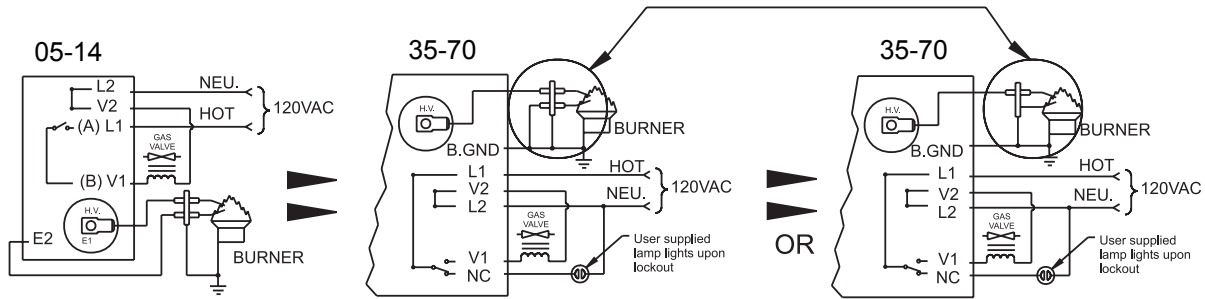 05-14
L2
NEU.
V2
120VAC
HOT
(A) L1
GAS
VALVE
(B) V1
H.V.
E1
E2
BURNER
35-70
H.V.
BURNER
B.GND
HOT
L1
120VAC
V2
NEU.
L2
GAS
VALVE
User supplied
lamp lights upon
lockout
V1
NC
OR
35-70
H.V.
BURNER
B.GND
HOT
L1
120VAC
V2
NEU.
L2
GAS
VALVE
User supplied
lamp lights upon
lockout
V1
NC